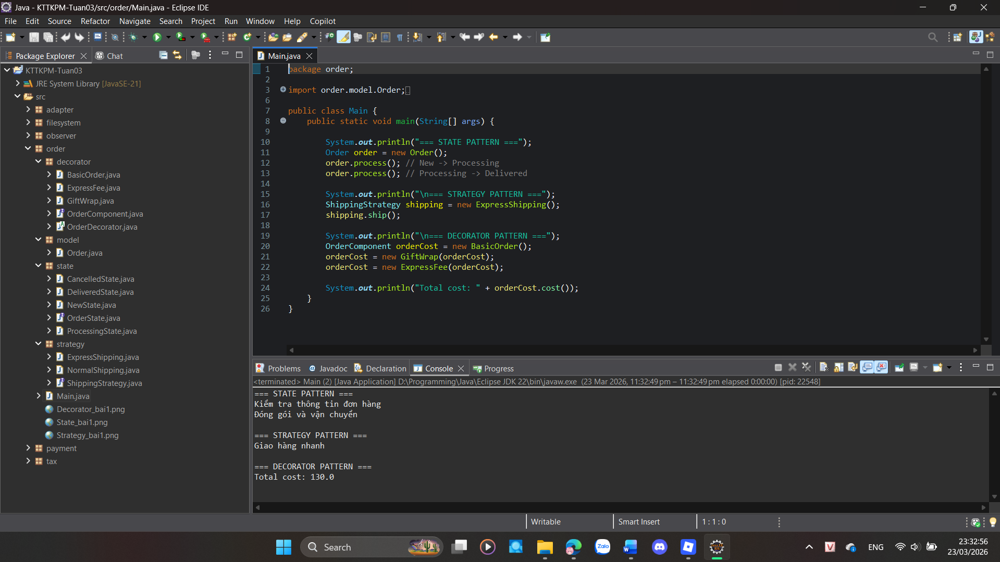 Java - KTTKPM-Tuan03/src/order/Main.java - Eclipse IDE
File Edit Source Refactor Navigate Search Project Run Window Help Copilot
Package Explorer Chat
KTTKPM-Tuan03
JRE System Library [JavaSE-21]
src
adapter
filesystem
observer
order
decorator
BasicOrder.java
ExpressFee.java
GiftWrap.java
OrderComponent.java
OrderDecorator.java
model
Order.java
state
CancelledState.java
DeliveredState.java
NewState.java
OrderState.java
ProcessingState.java
strategy
ExpressShipping.java
NormalShipping.java
ShippingStrategy.java
Main.java
Decorator_bai1.png
State_bai1.png
Strategy_bai1.png
payment
tax
Main.java
1 package order;
2
3 import order.model.Order;
6
7 public class Main {
8 public static void main(String[] args) {
9
10 System.out.println("=== STATE PATTERN ===");
11 Order order = new Order();
12 order.process(); // New -> Processing
13 order.process(); // Processing -> Delivered
14
15 System.out.println("\n=== STRATEGY PATTERN ===");
16 ShippingStrategy shipping = new ExpressShipping();
17 shipping.ship();
18
19 System.out.println("\n=== DECORATOR PATTERN ===");
20 OrderComponent orderCost = new BasicOrder();
21 orderCost = new GiftWrap(orderCost);
22 orderCost = new ExpressFee(orderCost);
23
24 System.out.println("Total cost: " + orderCost.cost());
25 }
26 }
Problems Javadoc Declaration Console Progress
<terminated> Main (2) [Java Application] D:\Programming\Java\Eclipse JDK 22\bin\javaw.exe (23 Mar 2026, 11:32:49 pm – 11:32:49 pm elapsed 0:00:00) [pid: 22548]
=== STATE PATTERN ===
Kiểm tra thông tin đơn hàng
Đóng gói và vận chuyển
=== STRATEGY PATTERN ===
Giao hàng nhanh
=== DECORATOR PATTERN ===
Total cost: 130.0
Writable Smart Insert 1 : 1 : 0
Search Zalo ENG 23:32:56
23/03/2026